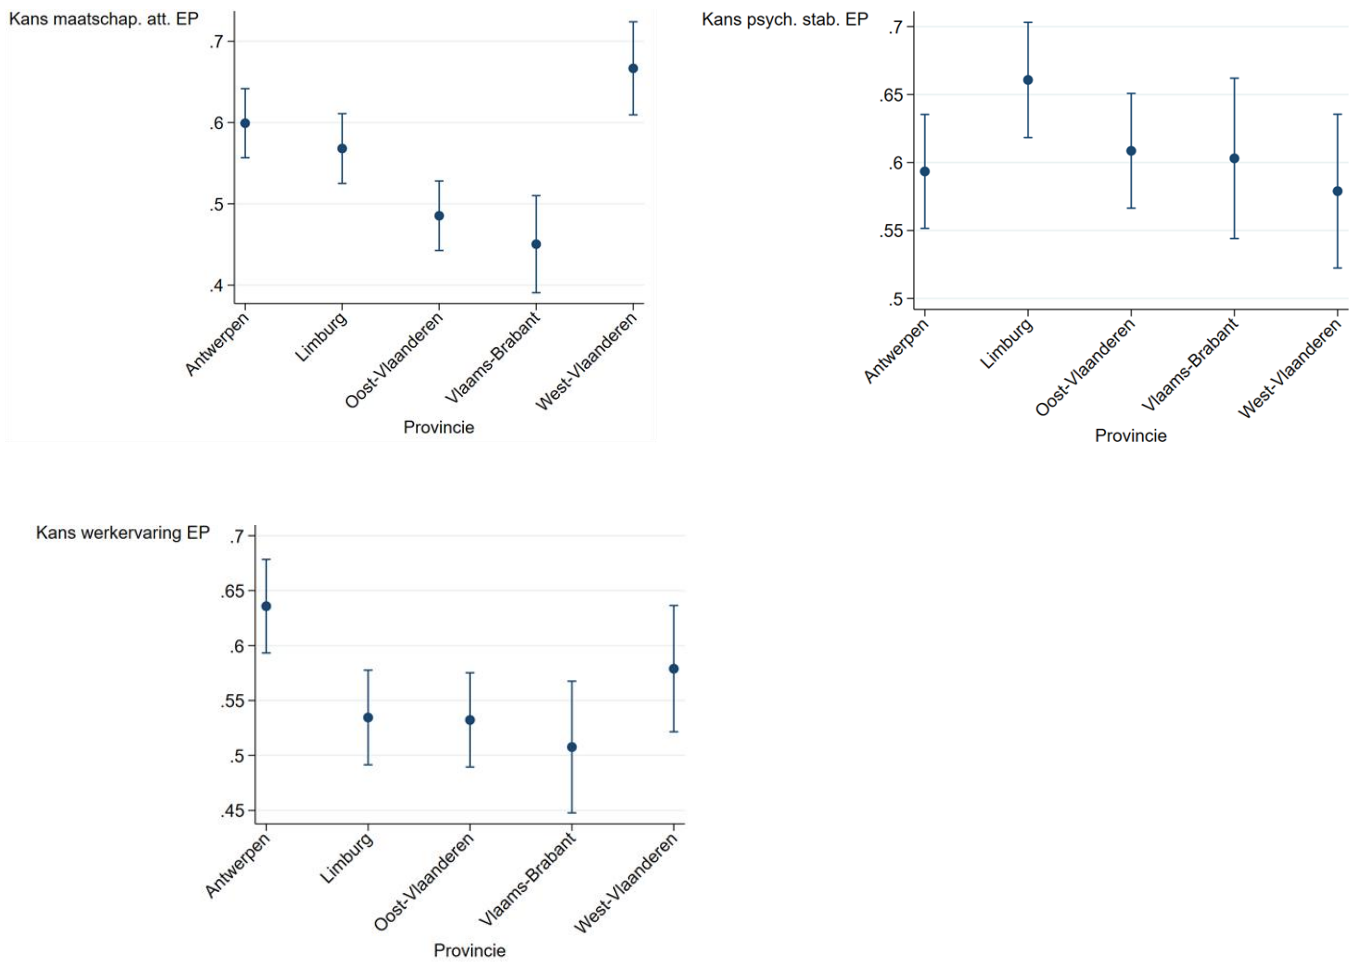 Kans maatschap. att. EP
.7
.6
.5
.4
Antwerpen
Limburg
Oost-Vlaanderen
Vlaams-Brabant
West-Vlaanderen
Provincie
Kans psych. stab. EP
.7
.65
.6
.55
.5
Antwerpen
Limburg
Oost-Vlaanderen
Vlaams-Brabant
West-Vlaanderen
Provincie
Kans werkervaring EP
.7
.65
.6
.55
.5
.45
Antwerpen
Limburg
Oost-Vlaanderen
Vlaams-Brabant
West-Vlaanderen
Provincie